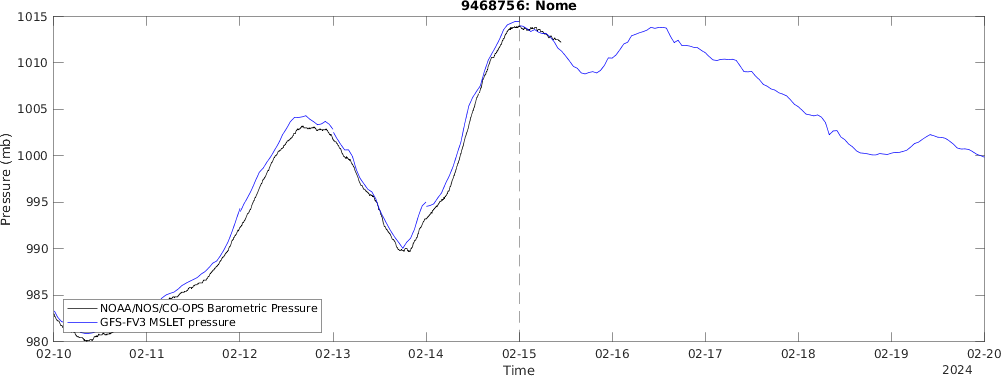 9468756: Nome
1015
1010
1005
1000
995
990
985
980
Pressure (mb)
NOAA/NOS/CO-OPS Barometric Pressure
GFS-FV3 MSLET pressure
02-10 02-11 02-12 02-13 02-14 02-15 02-16 02-17 02-18 02-19 02-20
Time
2024